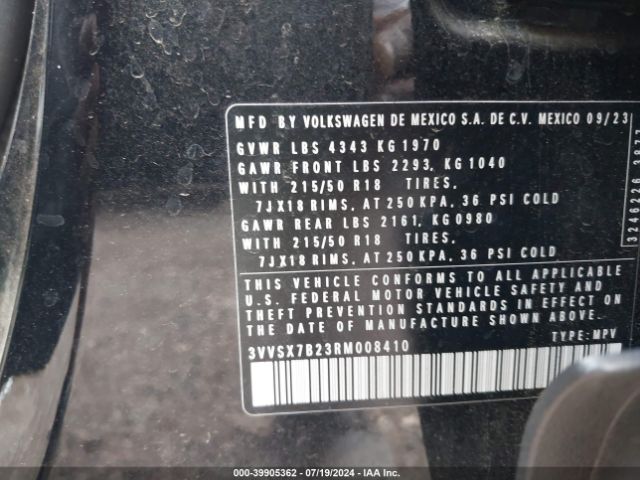 MFD BY VOLKSWAGEN DE MEXICO S.A. DE C.V. MEXICO 09/23
GVWR LBS 4343 KG 1970
GAWR FRONT LBS 2293, KG 1040
WITH 215/50 R18 TIRES,
7JX18 RIMS, AT 250 KPA, 36 PSI COLD
GAWR REAR LBS 2161, KG 0980
WITH 215/50 R18 TIRES,
7JX18 RIMS, AT 250 KPA, 36 PSI COLD
THIS VEHICLE CONFORMS TO ALL APPLICABLE
U.S. FEDERAL MOTOR VEHICLE SAFETY AND
THEFT PREVENTION STANDARDS IN EFFECT ON
THE DATE OF MANUFACTURE SHOWN ABOVE.
3VVSX7B23RM008410 TYPE: MPV
3246226 3877
000-39905362 - 07/19/2024 - IAA Inc.